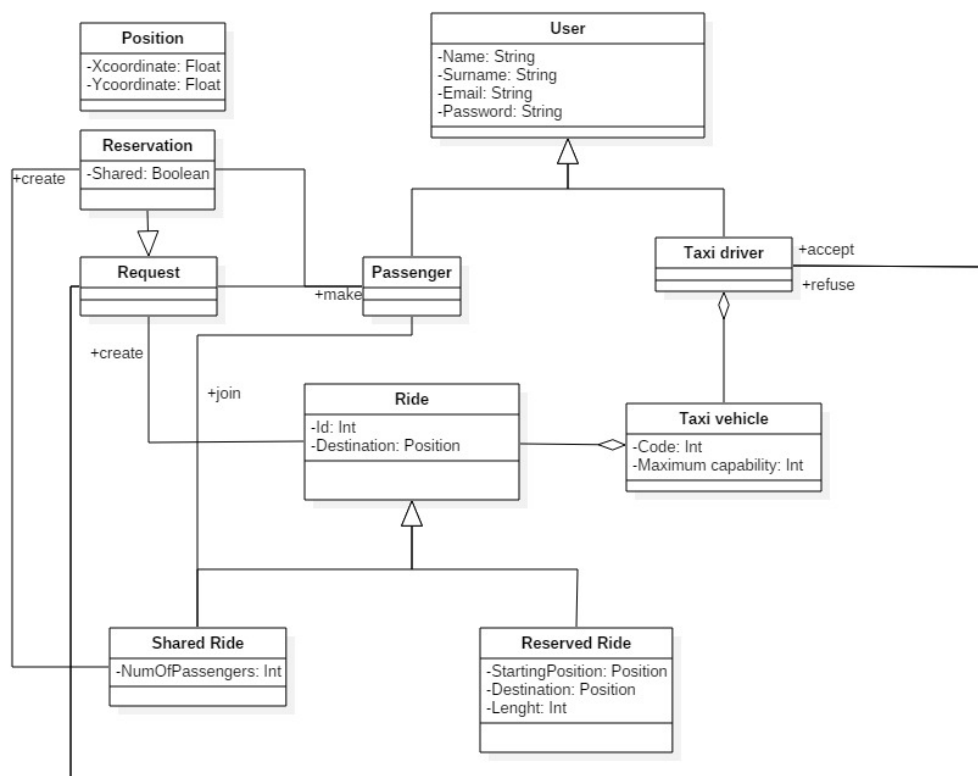 Position
-Xcoordinate: Float
-Ycoordinate: Float
User
-Name: String
-Surname: String
-Email: String
-Password: String
Reservation
-Shared: Boolean
+create
Request
Passenger
+make
Taxi driver
+accept
+refuse
+create
+join
Ride
-Id: Int
-Destination: Position
Taxi vehicle
-Code: Int
-Maximum capability: Int
Shared Ride
-NumOfPassengers: Int
Reserved Ride
-StartingPosition: Position
-Destination: Position
-Lenght: Int